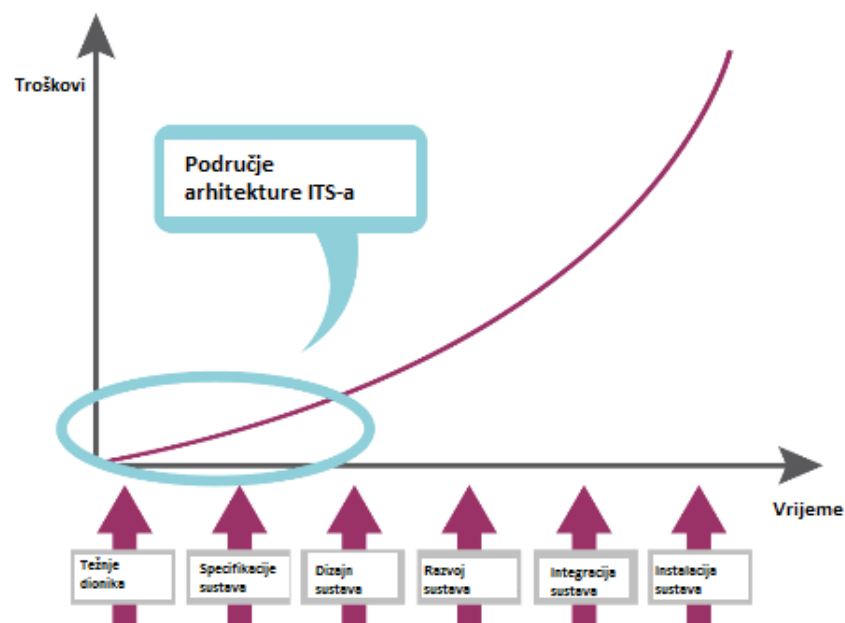 Troškovi
Područje
arhitekture ITS-a
Vrijeme
Težnje
dionika
Specifikacije
sustava
Dizajn
sustava
Razvoj
sustava
Integracija
sustava
Instalacija
sustava